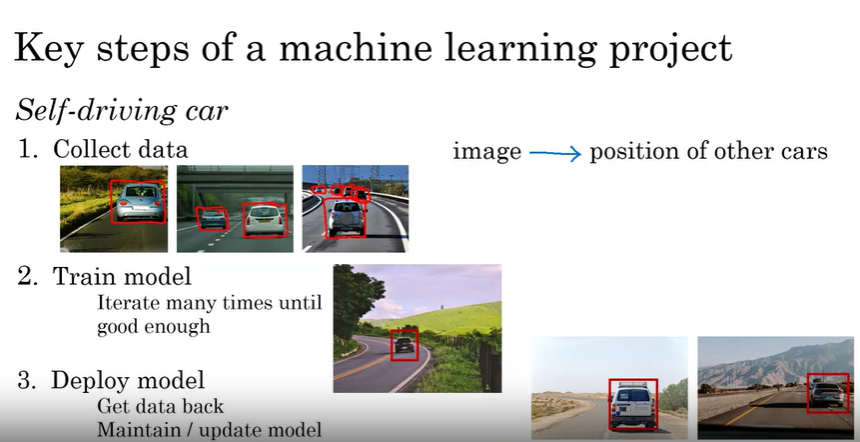 Key steps of a machine learning project
Self-driving car
1. Collect data
image → position of other cars
2. Train model
Iterate many times until
good enough
3. Deploy model
Get data back
Maintain / update model